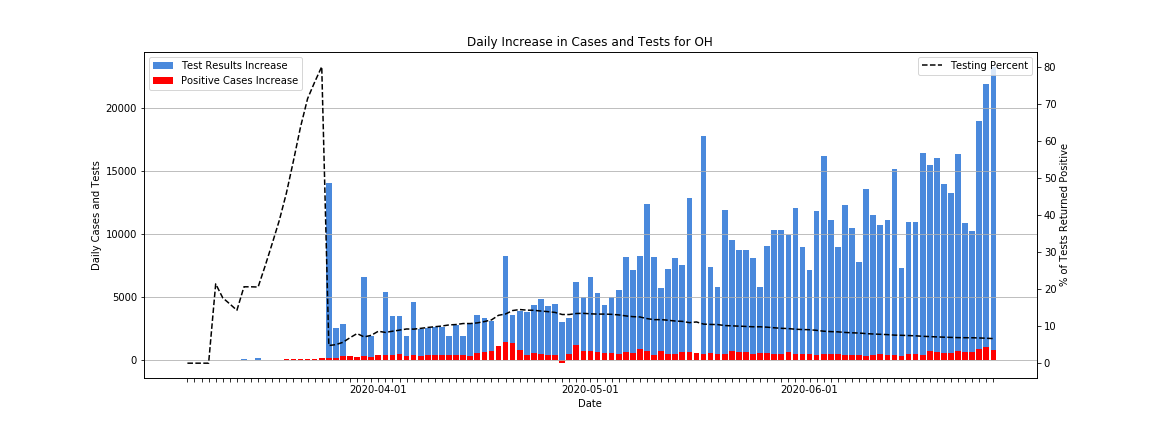 Daily Increase in Cases and Tests for OH
Test Results Increase
Positive Cases Increase
Testing Percent
Daily Cases and Tests
20000
15000
10000
5000
0
80
70
60
50
40
30
20
10
0
% of Tests Returned Positive
2020-04-01
2020-05-01
2020-06-01
Date